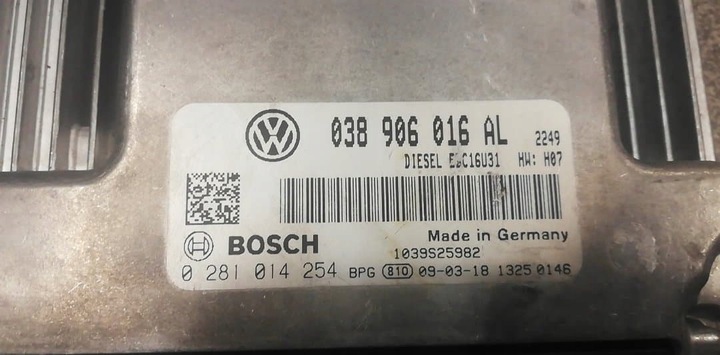 038 906 016 AL 2249
DIESEL HW: H07
BOSCH Made in Germany
1039S25982
0 281 014 254 BPG 810 09-03-18 1325 0146